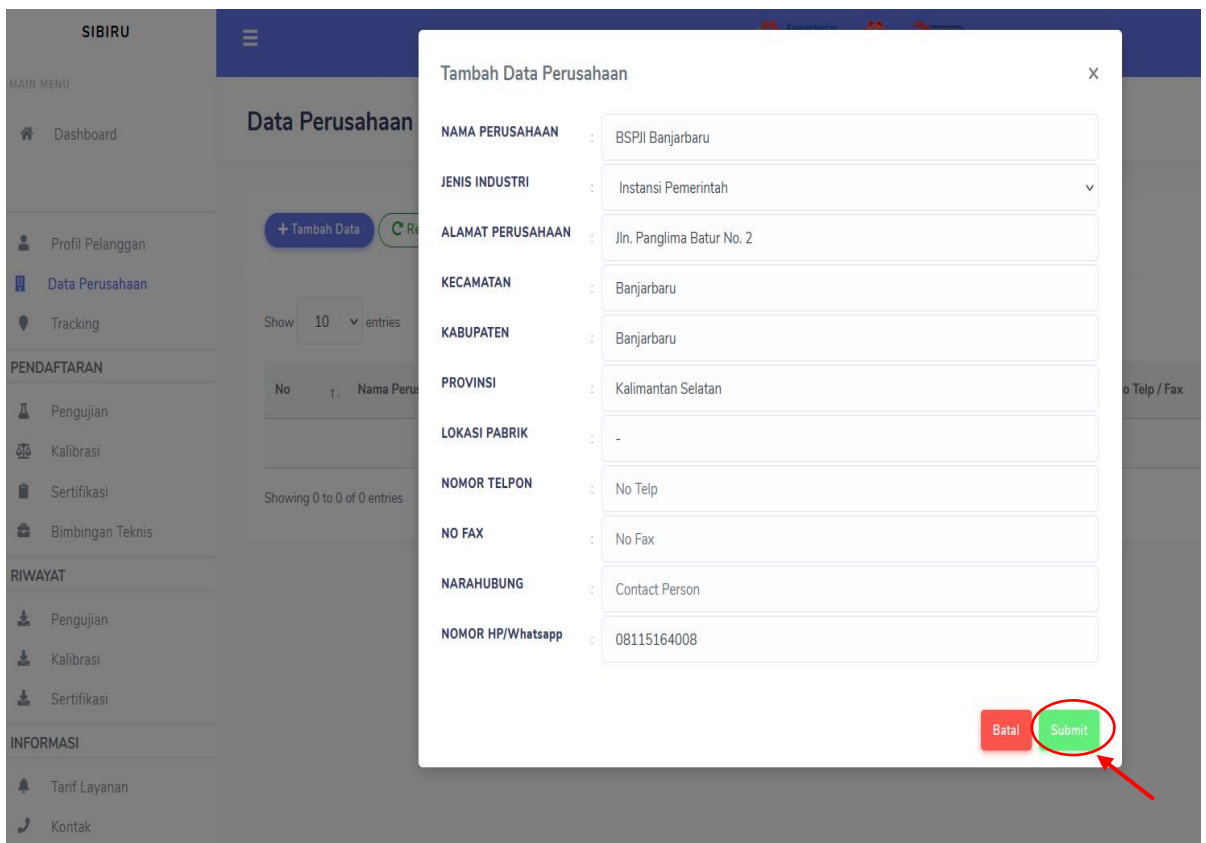 SIBIRU
MAIN MENU
Dashboard
Profil Pelanggan
Data Perusahaan
Tracking
PENDAFTARAN
Pengujian
Kalibrasi
Sertifikasi
Bimbingan Teknis
RIWAYAT
Pengujian
Kalibrasi
Sertifikasi
INFORMASI
Tarif Layanan
Kontak
Data Perusahaan
+ Tambah Data
Show 10 entries
No Nama
Telp / Fax
Showing 0 to 0 of 0 entries
Tambah Data Perusahaan X
NAMA PERUSAHAAN : BSPJI Banjarbaru
JENIS INDUSTRI : Instansi Pemerintah
ALAMAT PERUSAHAAN : Jln. Panglima Batur No. 2
KECAMATAN : Banjarbaru
KABUPATEN : Banjarbaru
PROVINSI : Kalimantan Selatan
LOKASI PABRIK : -
NOMOR TELPON : No Telp
NO FAX : No Fax
NARAHUBUNG : Contact Person
NOMOR HP/Whatsapp : 08115164008
Batal Submit